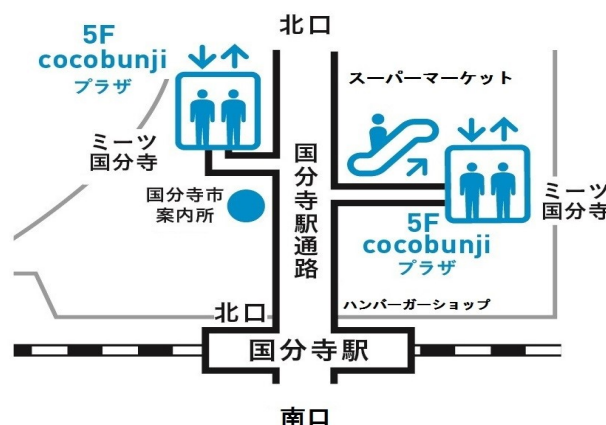 北口
5F
cocobunji
プラザ
スーパーマーケット
ミーツ
国分寺
国分寺市
案内所
国分寺駅通路
ミーツ
国分寺
5F
cocobunji
プラザ
北口
ハンバーガーショップ
国分寺駅
南口